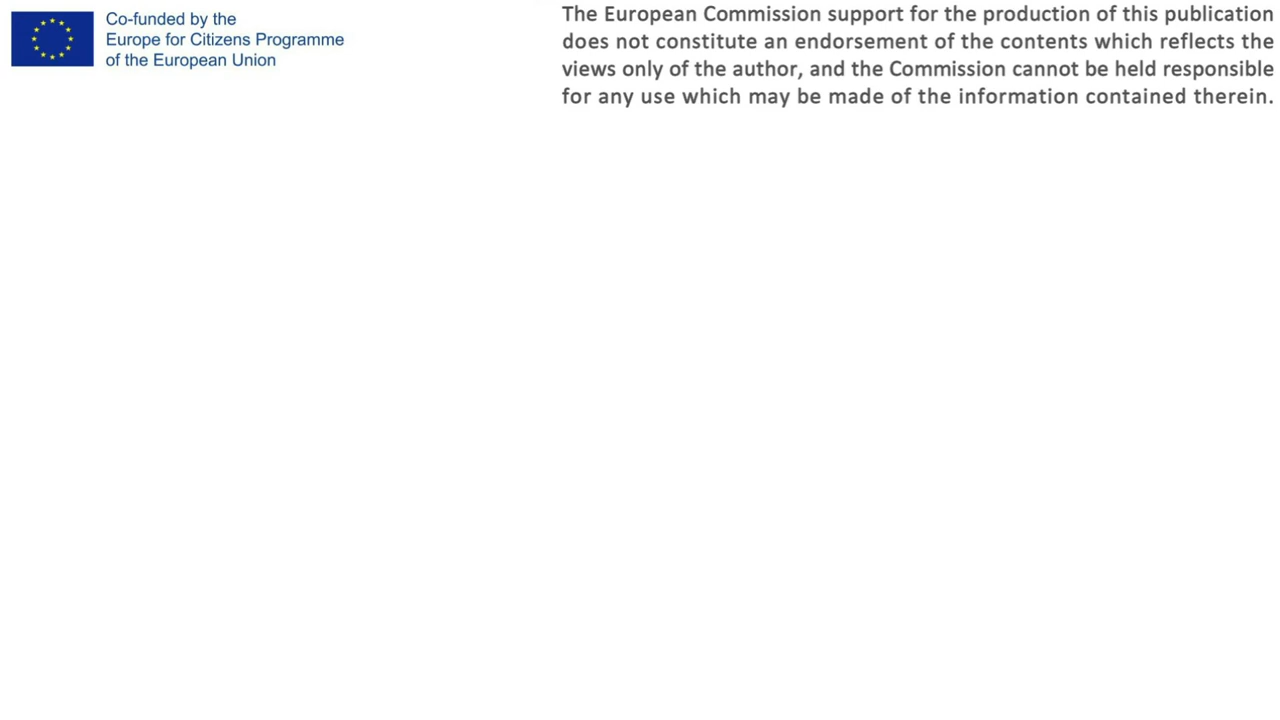 Co-funded by the
Europe for Citizens Programme
of the European Union
The European Commission support for the production of this publication
does not constitute an endorsement of the contents which reflects the
views only of the author, and the Commission cannot be held responsible
for any use which may be made of the information contained therein.